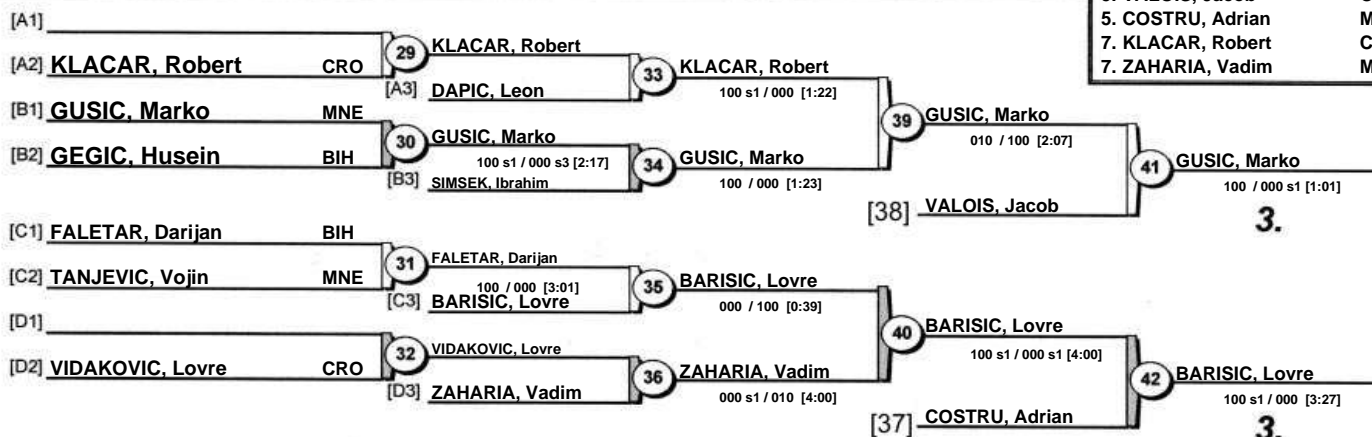 5. COSTRU, Adrian M
7. KLACAR, Robert C
7. ZAHARIA, Vadim M
[A1]
[A2] KLACAR, Robert CRO
29
KLACAR, Robert
[A3] DAPIC, Leon
33
KLACAR, Robert
100 s1 / 000 [1:22]
[B1] GUSIC, Marko MNE
[B2] GEGIC, Husein BIH
30
GUSIC, Marko
100 s1 / 000 s3 [2:17]
[B3] SIMSEK, Ibrahim
34
GUSIC, Marko
100 / 000 [1:23]
39
GUSIC, Marko
010 / 100 [2:07]
[38] VALOIS, Jacob
41
GUSIC, Marko
100 / 000 s1 [1:01]
3.
[C1] FALETAR, Darijan BIH
[C2] TANJEVIC, Vojin MNE
31
FALETAR, Darijan
100 / 000 [3:01]
[C3] BARISIC, Lovre
35
BARISIC, Lovre
000 / 100 [0:39]
[D1]
[D2] VIDAKOVIC, Lovre CRO
32
VIDAKOVIC, Lovre
[D3] ZAHARIA, Vadim
36
ZAHARIA, Vadim
000 s1 / 010 [4:00]
40
BARISIC, Lovre
100 s1 / 000 s1 [4:00]
[37] COSTRU, Adrian
42
BARISIC, Lovre
100 s1 / 000 [3:27]
3.